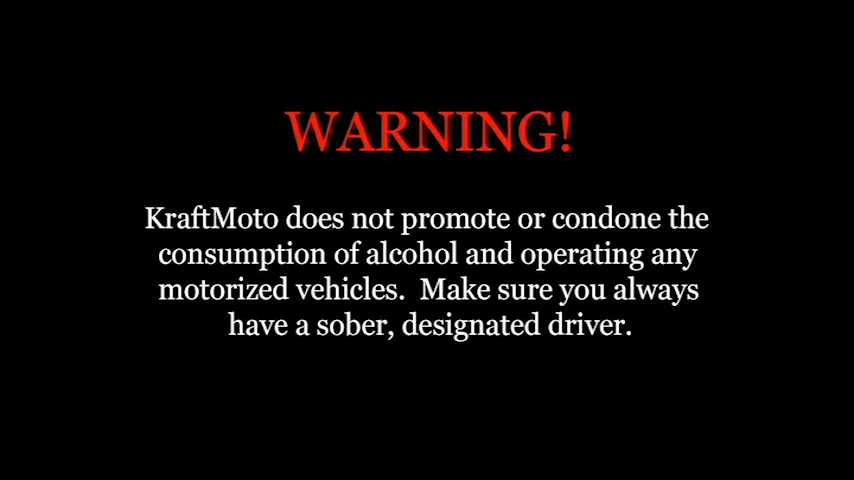 WARNING!
KraftMoto does not promote or condone the
consumption of alcohol and operating any
motorized vehicles.  Make sure you always
have a sober, designated driver.